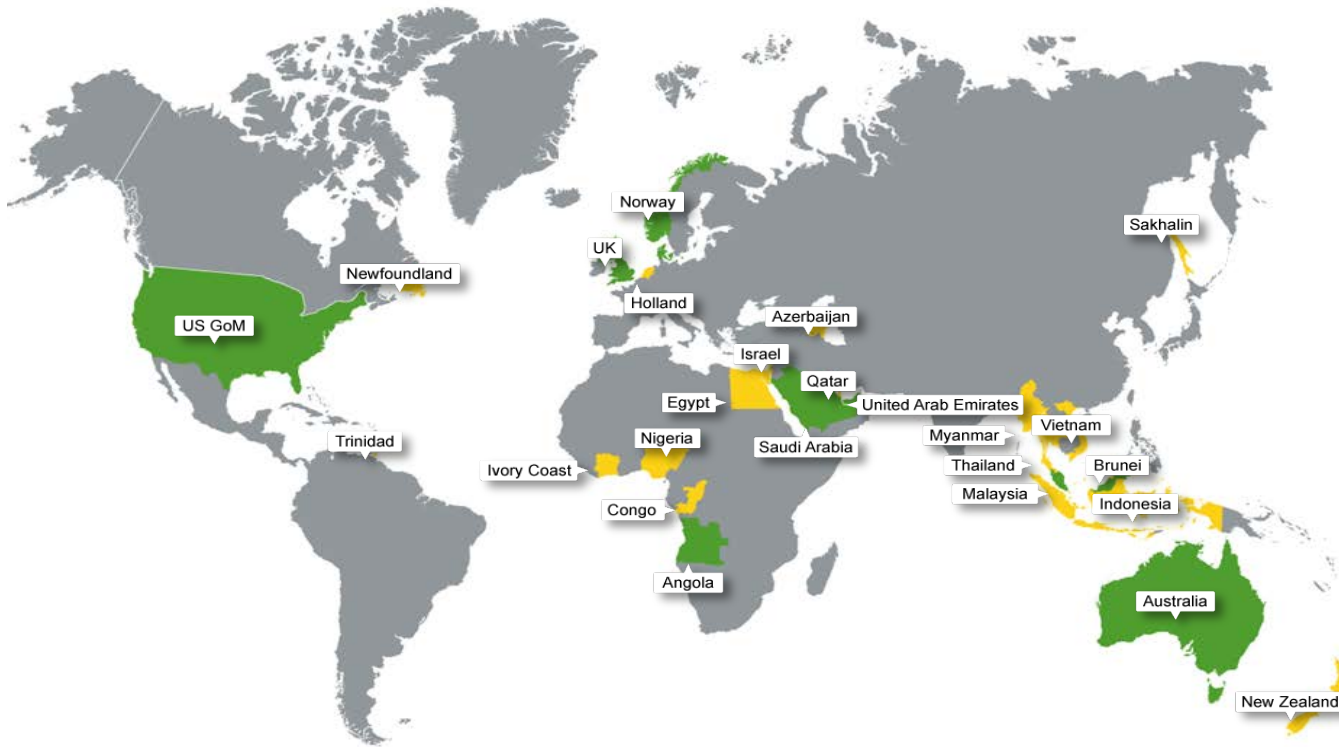 Norway
Sakhalin
UK
Newfoundland
Holland
US GoM
Azerbaijan
Israel
Qatar
Egypt
United Arab Emirates
Vietnam
Myanmar
Nigeria
Trinidad
Saudi Arabia
Thailand
Brunei
Ivory Coast
Malaysia
Indonesia
Congo
Angola
Australia
New Zealand